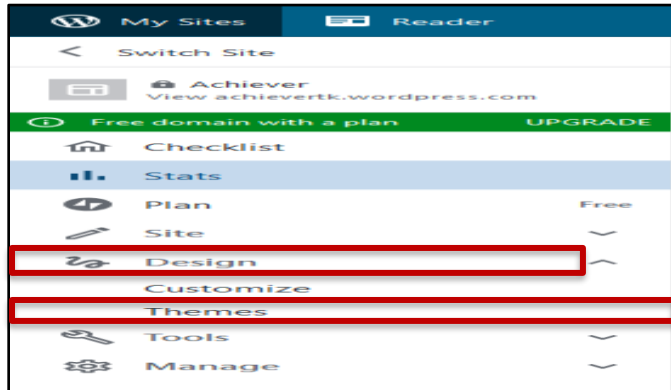 My Sites Reader
Switch Site
Achiever
View achievertk.wordpress.com
Free domain with a plan UPGRADE
Checklist
Stats
Plan Free
Site
Design
Customize
Themes
Tools
Manage